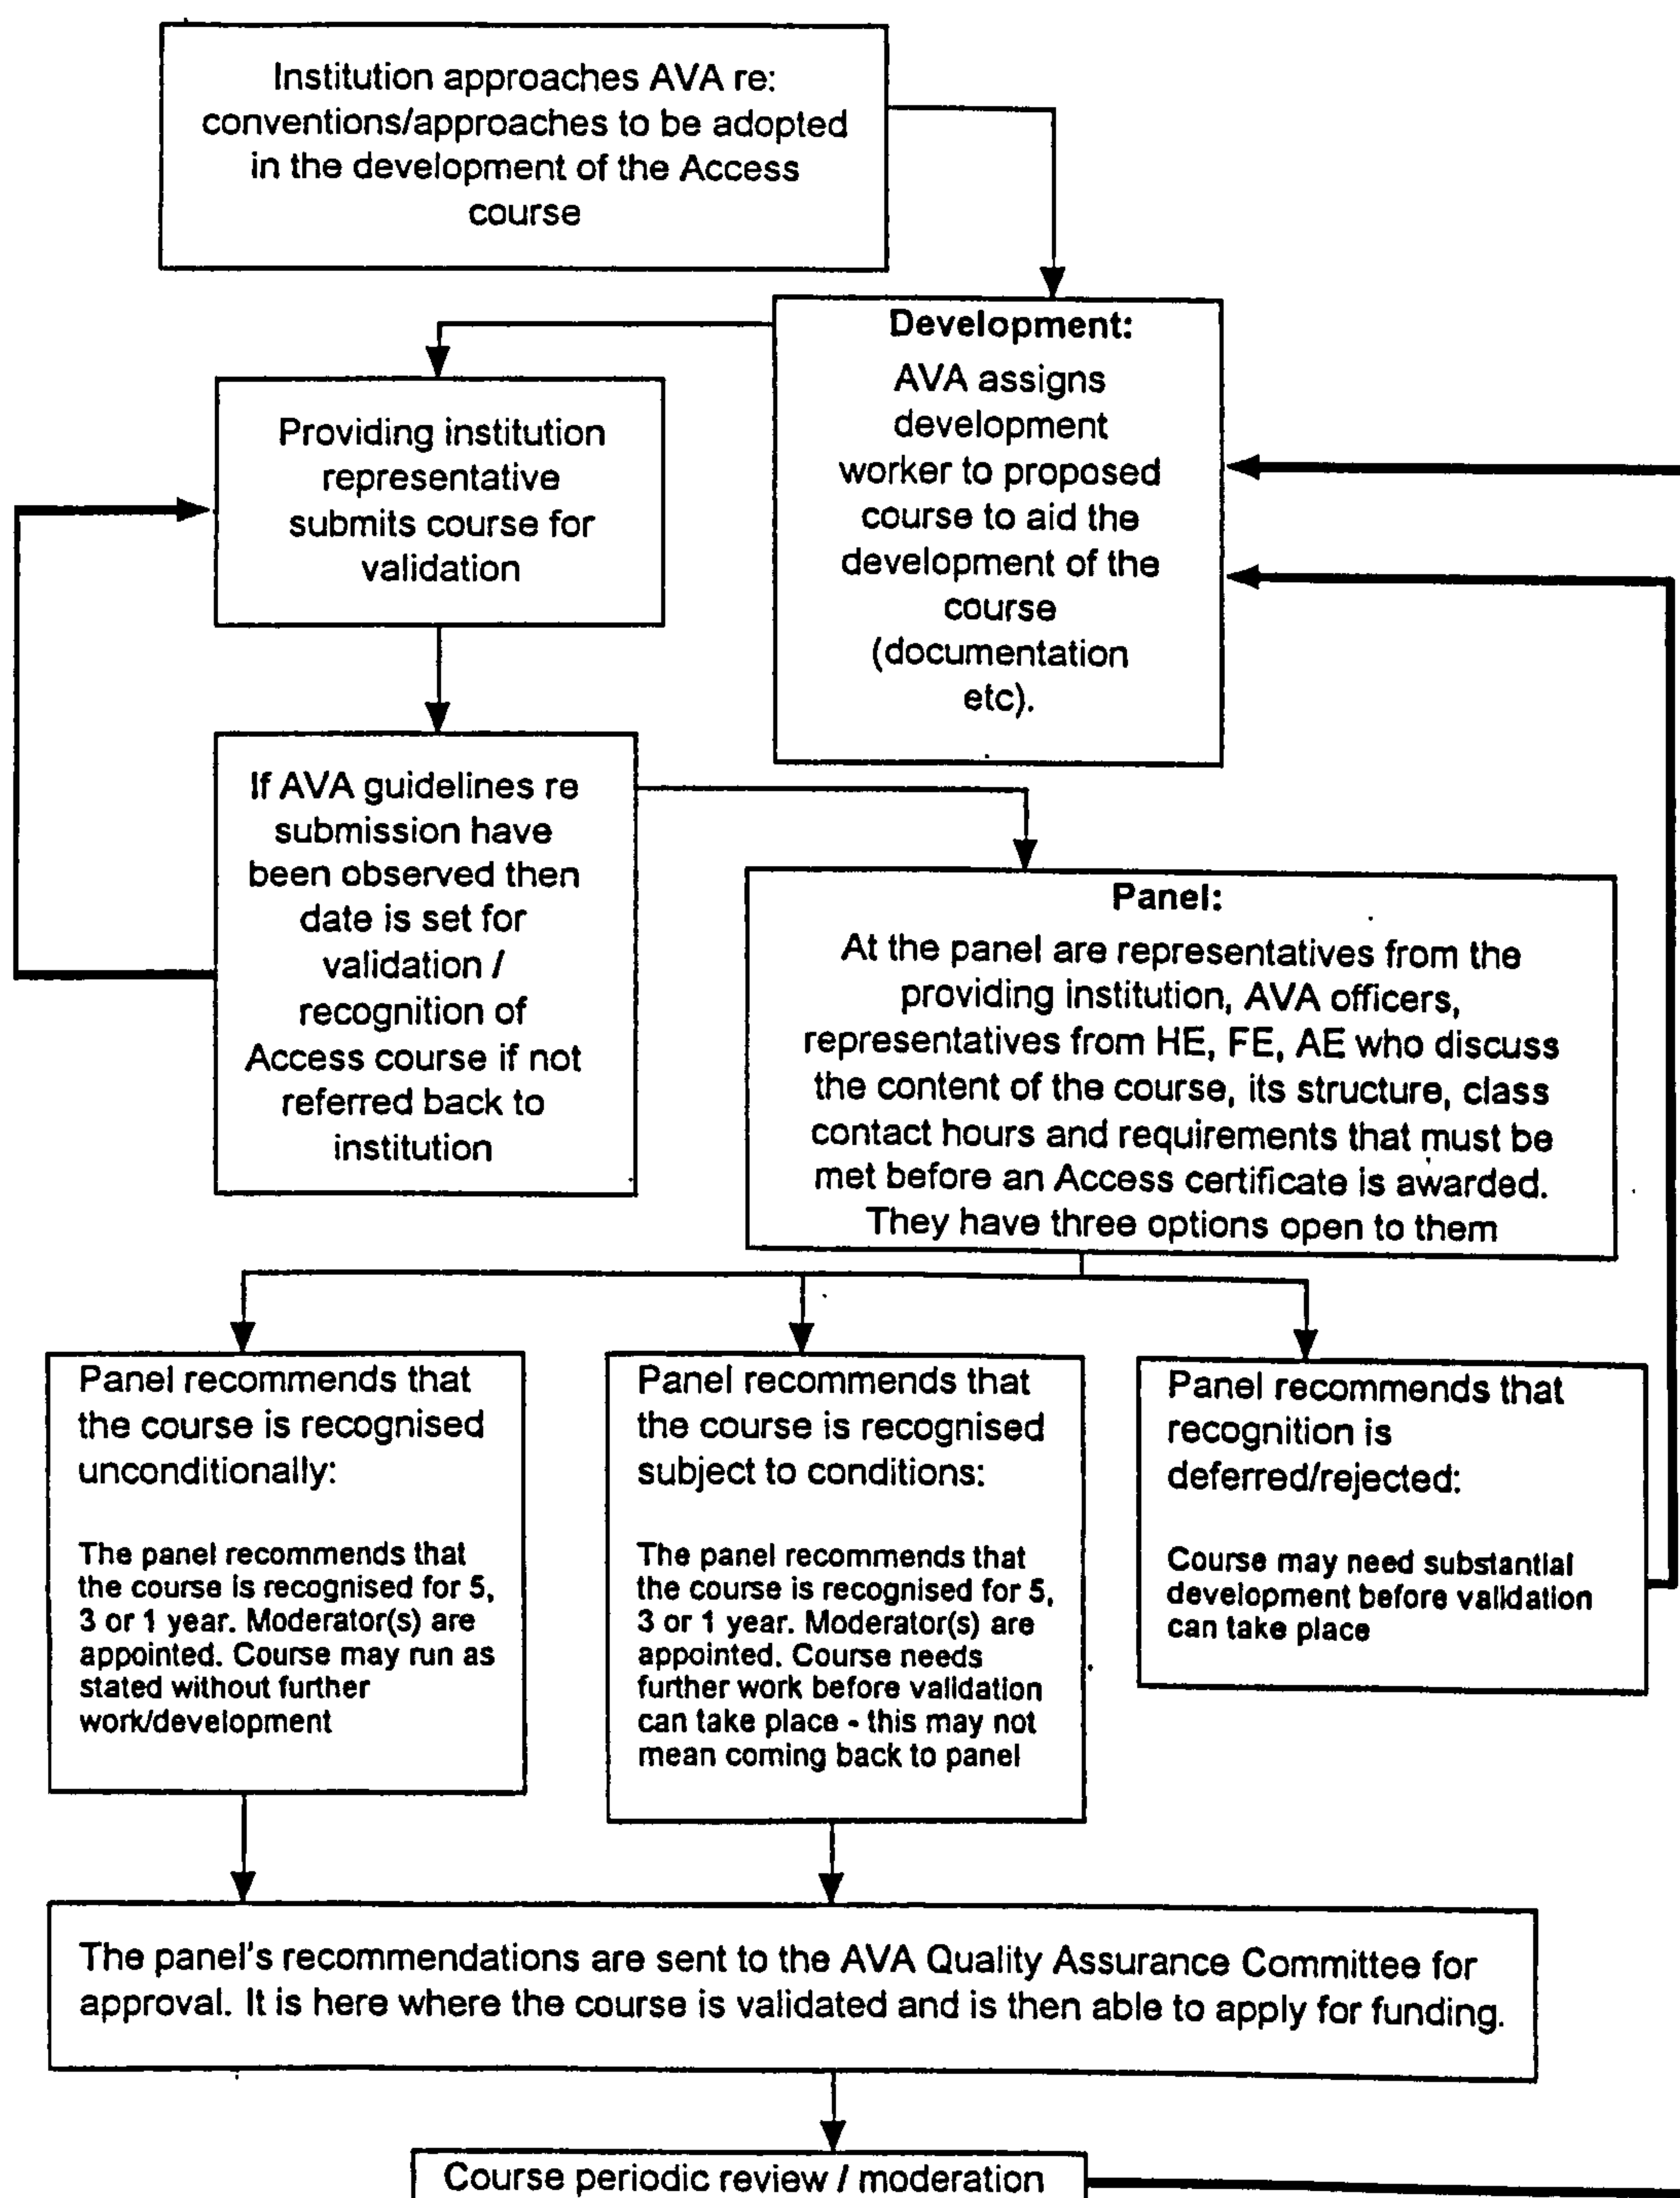 Institution approaches AVA re:
conventions/approaches to be adopted
in the development of the Access
course
Development:
AVA assigns
development
worker to proposed
course to aid the
development of the
course
(documentation
etc).
Providing institution
representative
submits course for
validation
If AVA guidelines re
submission have
been observed then
date is set for
validation /
recognition of
Access course if not
referred back to
institution
Panel:
At the panel are representatives from the
providing institution, AVA officers,
representatives from HE, FE, AE who discuss
the content of the course, its structure, class
contact hours and requirements that must be
met before an Access certificate is awarded.
They have three options open to them
Panel recommends that
the course is recognised
unconditionally:
The panel recommends that
the course is recognised for 5,
3 or 1 year. Moderator(s) are
appointed. Course may run as
stated without further
work/development
Panel recommends that
the course is recognised
subject to conditions:
The panel recommends that
the course is recognised for 5,
3 or 1 year. Moderator(s) are
appointed. Course needs
further work before validation
can take place - this may not
mean coming back to panel
Panel recommends that
recognition is
deferred/rejected:
Course may need substantial
development before validation
can take place
The panel's recommendations are sent to the AVA Quality Assurance Committee for
approval. It is here where the course is validated and is then able to apply for funding.
Course periodic review / moderation